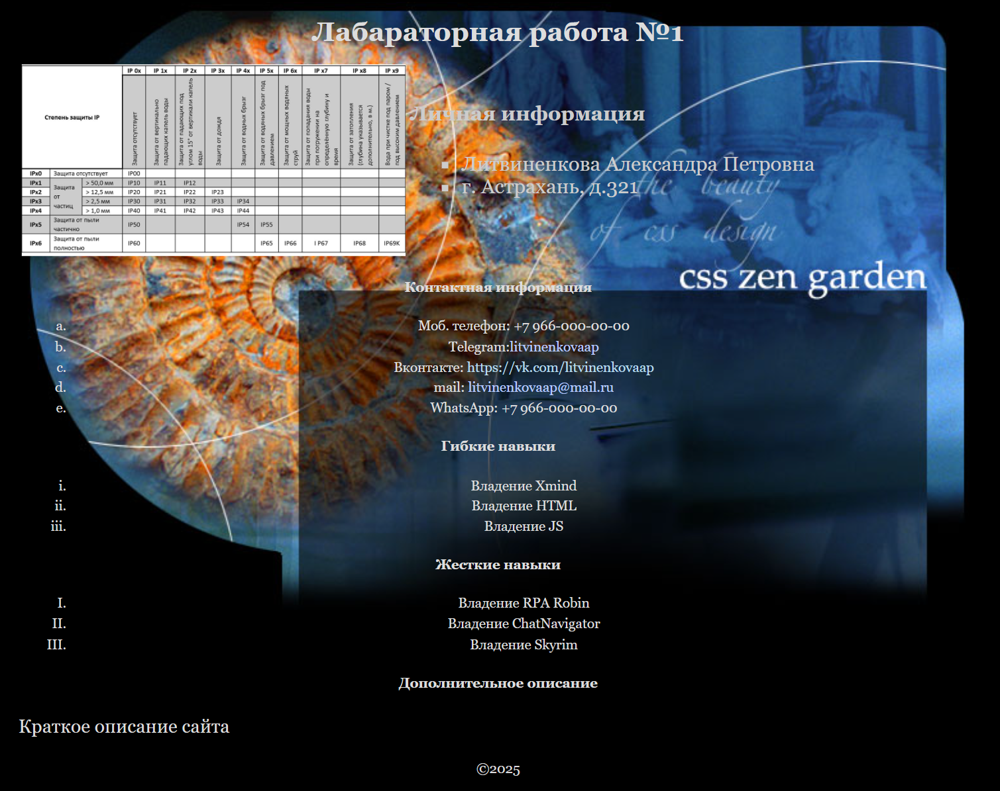 Лабараторная работа №1
IP 0x IP 1x IP 2x IP 3x IP 4x IP 5x IP 6x IP x7 IP x8 IP x9
Степень защиты IP
Защита отсутствует
Защита от вертикально падающих капель воды
Защита от падающих под углом 15° от вертикали капель воды
Защита от дождя
Защита от водных брызг
Защита от водяных брызг под давлением
Защита от мощных водяных струй
Защита от попадания воды при погружении на определённую глубину и время
Защита от затопления (глубина указывается дополнительно, в м.)
Вода при чистке под паром / под высоким давлением
IPx0 Защита отсутствует IP00
IPx1 Защита от частиц > 50,0 мм IP10 IP11 IP12
IPx2 > 12,5 мм IP20 IP21 IP22 IP23
IPx3 > 2,5 мм IP30 IP31 IP32 IP33 IP34
IPx4 > 1,0 мм IP40 IP41 IP42 IP43 IP44
IPx5 Защита от пыли частично IP50 IP54 IP55
IPx6 Защита от пыли полностью IP60 IP65 IP66 I P67 IP68 IP69K
Личная информация
▪ Литвиненкова Александра Петровна
▪ г. Астрахань, д.321
the beauty
of css design
css zen garden
Контактная информация
a. Моб. телефон: +7 966-000-00-00
b. Telegram:litvinenkovaap
c. Вконтакте: https://vk.com/litvinenkovaap
d. mail: litvinenkovaap@mail.ru
e. WhatsApp: +7 966-000-00-00
Гибкие навыки
i. Владение Xmind
ii. Владение HTML
iii. Владение JS
Жесткие навыки
I. Владение RPA Robin
II. Владение ChatNavigator
III. Владение Skyrim
Дополнительное описание
Краткое описание сайта
©2025